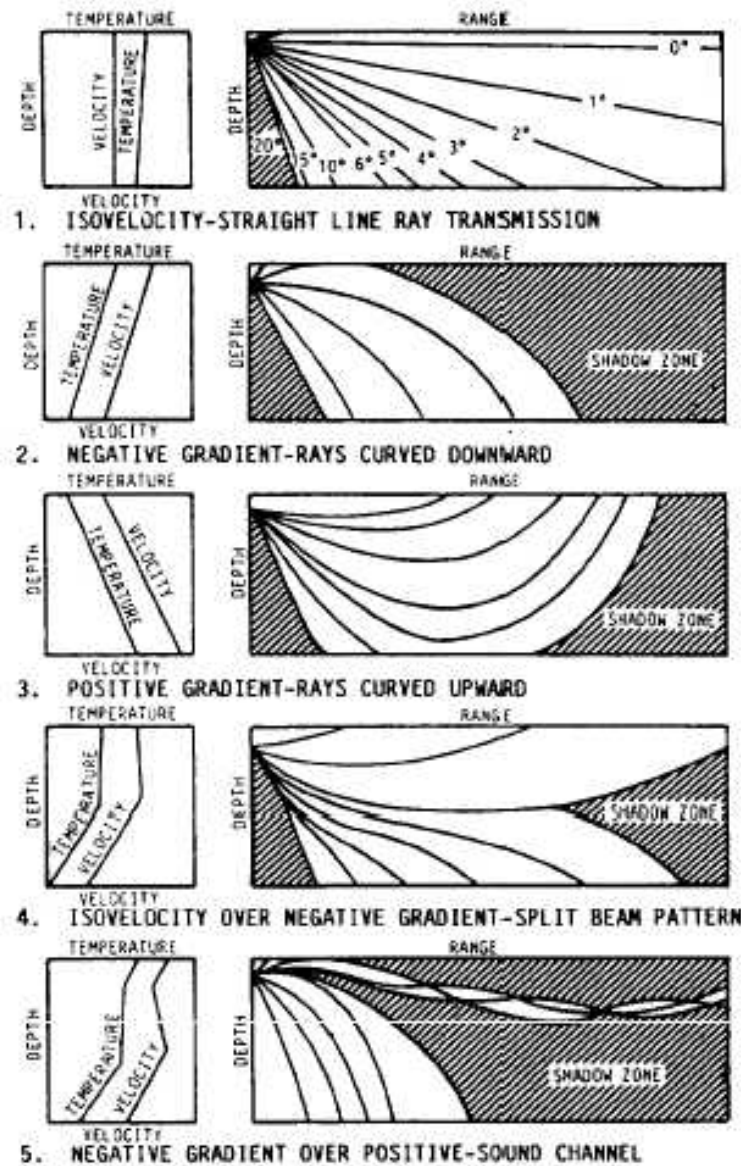 TEMPERATURE RANGE
DEPTH VELOCITY TEMPERATURE DEPTH 0° 1° 2° 3° 4° 5° 6° 10° 5° 20°
VELOCITY
1. ISOVELOCITY-STRAIGHT LINE RAY TRANSMISSION
TEMPERATURE RANGE
DEPTH TEMPERATURE VELOCITY DEPTH SHADOW ZONE
VELOCITY
2. NEGATIVE GRADIENT-RAYS CURVED DOWNWARD
TEMPERATURE RANGE
DEPTH TEMPERATURE VELOCITY DEPTH SHADOW ZONE
VELOCITY
3. POSITIVE GRADIENT-RAYS CURVED UPWARD
TEMPERATURE RANGE
DEPTH TEMPERATURE VELOCITY DEPTH SHADOW ZONE
VELOCITY
4. ISOVELOCITY OVER NEGATIVE GRADIENT-SPLIT BEAM PATTERN
TEMPERATURE RANGE
DEPTH TEMPERATURE VELOCITY DEPTH SHADOW ZONE
VELOCITY
5. NEGATIVE GRADIENT OVER POSITIVE-SOUND CHANNEL